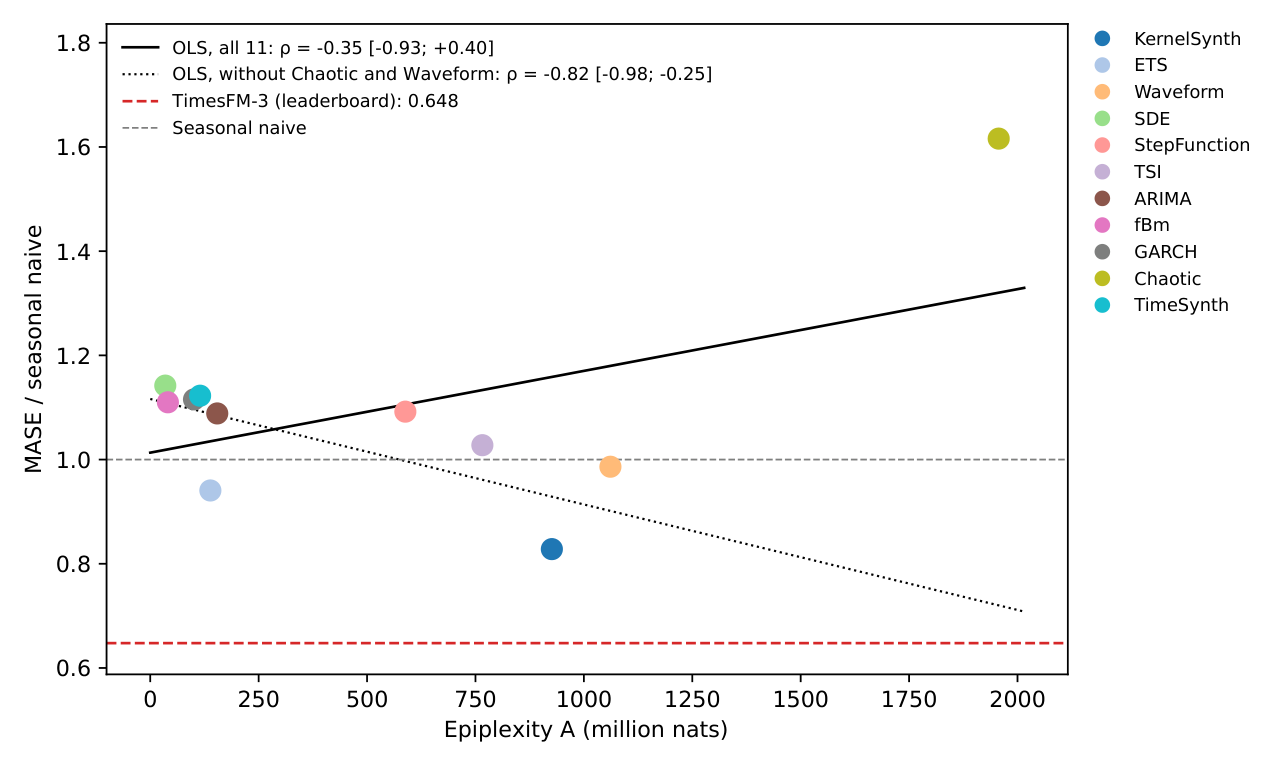 OLS, all 11: ρ = -0.35 [-0.93; +0.40]
OLS, without Chaotic and Waveform: ρ = -0.82 [-0.98; -0.25]
TimesFM-3 (leaderboard): 0.648
Seasonal naive
KernelSynth
ETS
Waveform
SDE
StepFunction
TSI
ARIMA
fBm
GARCH
Chaotic
TimeSynth
MASE / seasonal naive
1.8
1.6
1.4
1.2
1.0
0.8
0.6
0 250 500 750 1000 1250 1500 1750 2000
Epiplexity A (million nats)